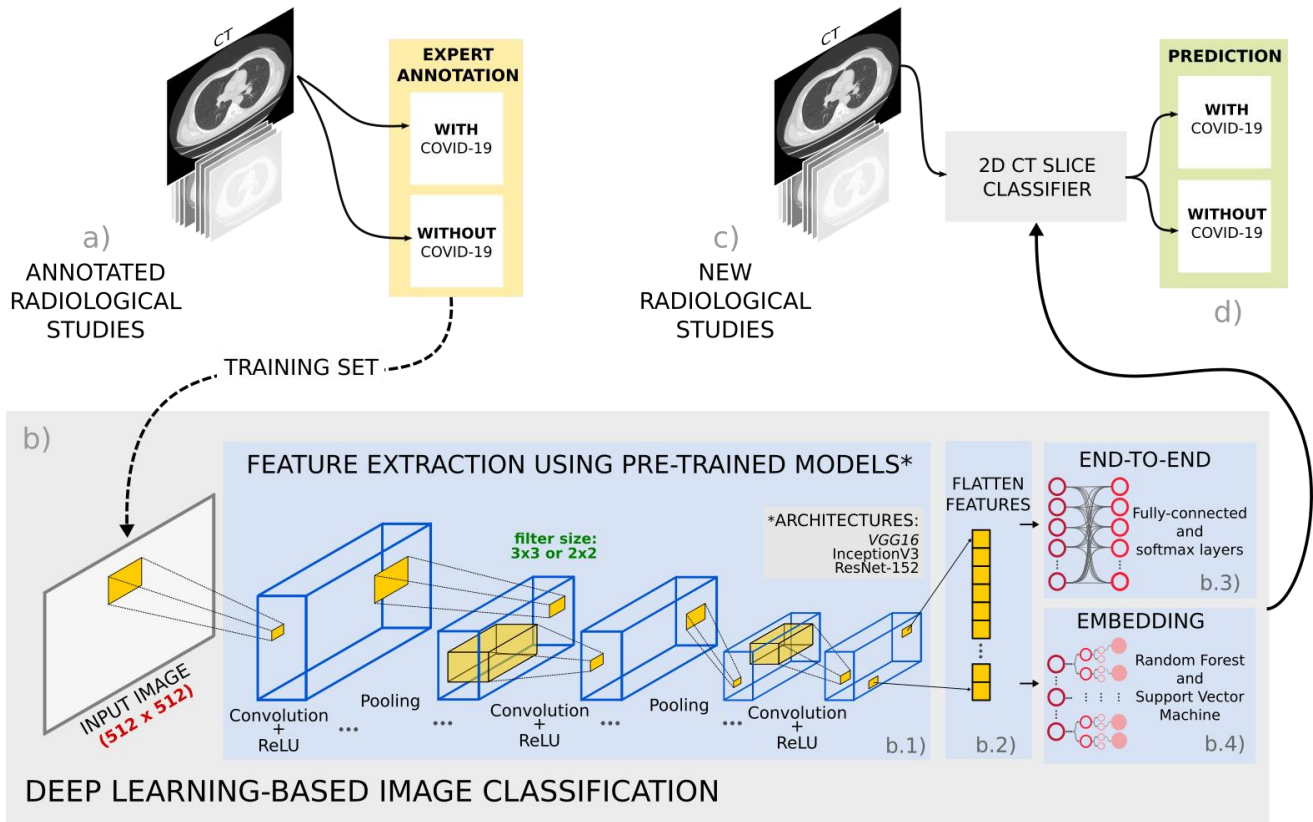 CT
EXPERT
ANNOTATION
WITH
COVID-19
WITHOUT
COVID-19
a)
ANNOTATED
RADIOLOGICAL
STUDIES
CT
2D CT SLICE
CLASSIFIER
PREDICTION
WITH
COVID-19
WITHOUT
COVID-19
c)
NEW
RADIOLOGICAL
STUDIES
d)
TRAINING SET
b)
INPUT IMAGE
(512 x 512)
FEATURE EXTRACTION USING PRE-TRAINED MODELS*
filter size:
3x3 or 2x2
*ARCHITECTURES:
VGG16
InceptionV3
ResNet-152
Convolution
+
ReLU
...
Pooling
...
Convolution
+
ReLU
...
Pooling
...
Convolution
+
ReLU
b.1)
FLATTEN
FEATURES
b.2)
END-TO-END
Fully-connected
and
softmax layers
b.3)
EMBEDDING
Random Forest
and
Support Vector
Machine
b.4)
DEEP LEARNING-BASED IMAGE CLASSIFICATION